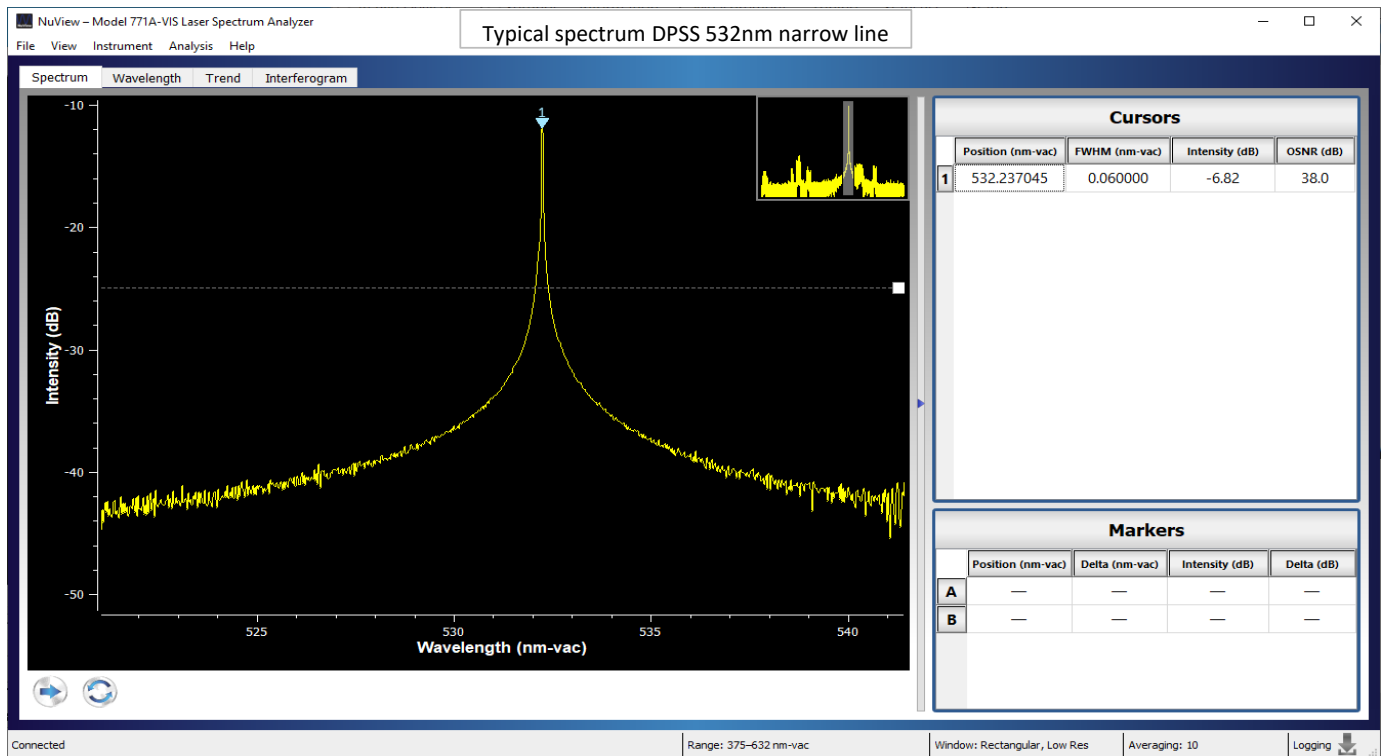 NuView – Model 771A-VIS Laser Spectrum Analyzer
Typical spectrum DPSS 532nm narrow line
File View Instrument Analysis Help
Spectrum Wavelength Trend Interferogram
-10
-20
-30
-40
-50
Intensity (dB)
1
525 530 535 540
Wavelength (nm-vac)
Cursors
Position (nm-vac) FWHM (nm-vac) Intensity (dB) OSNR (dB)
1 532.237045 0.060000 -6.82 38.0
Markers
Position (nm-vac) Delta (nm-vac) Intensity (dB) Delta (dB)
A — — — —
B — — — —
Connected Range: 375–632 nm-vac Window: Rectangular, Low Res Averaging: 10 Logging